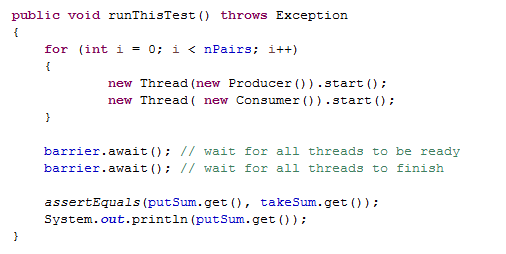 public void runThisTest() throws Exception
{
    for (int i = 0; i < nPairs; i++)
    {
            new Thread(new Producer()).start();
            new Thread( new Consumer()).start();
    }
    barrier.await(); // wait for all threads to be ready
    barrier.await(); // wait for all threads to finish
    assertEquals(putSum.get(), takeSum.get());
    System.out.println(putSum.get());
}